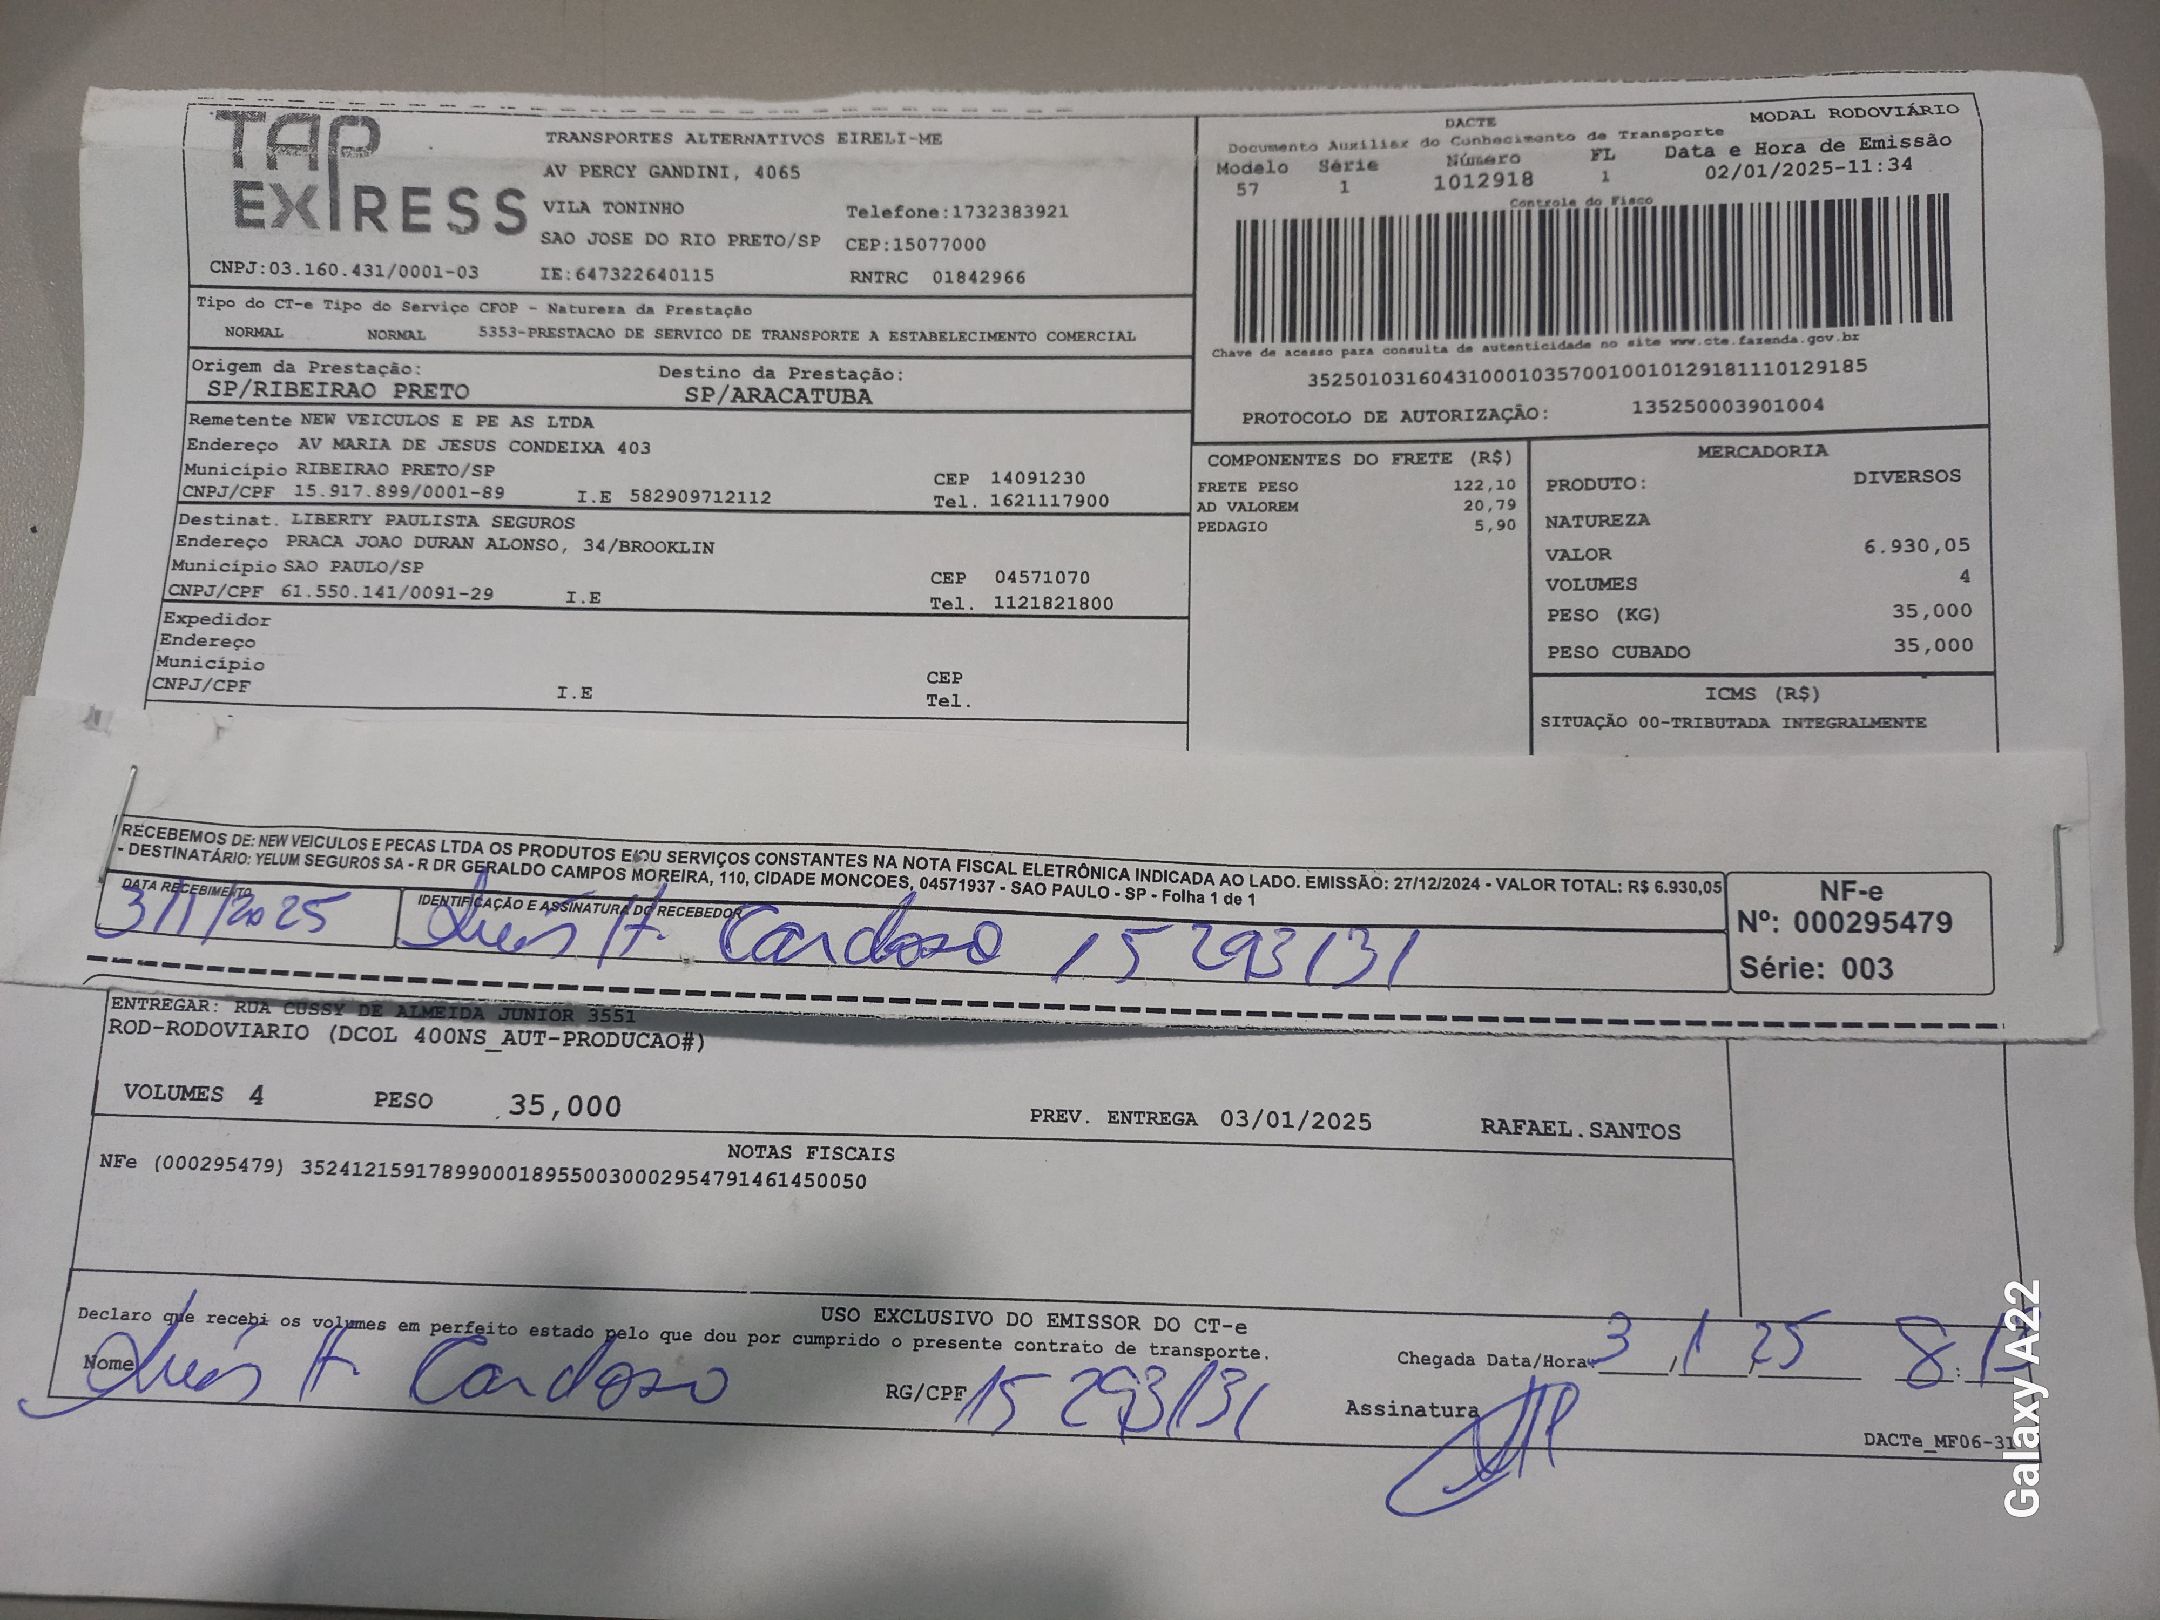 TAP EXPRESS
TRANSPORTES ALTERNATIVOS EIRELI-ME
AV PERCY GANDINI, 4065
VILA TONINHO Telefone:1732383921
SAO JOSE DO RIO PRETO/SP CEP:15077000
CNPJ:03.160.431/0001-03 IE:647322640115 RNTRC 01842966
DACTE MODAL RODOVIÁRIO
Documento Auxiliar do Conhecimento de Transporte
Modelo Série Número FL Data e Hora de Emissão
57 1 1012918 1 02/01/2025-11:34
Controle do Fisco
Chave de acesso para consulta de autenticidade no site www.cte.fazenda.gov.br
35250103160431000103570010010129181110129185
PROTOCOLO DE AUTORIZAÇÃO: 135250003901004
Tipo do CT-e Tipo do Serviço CFOP - Natureza da Prestação
NORMAL NORMAL 5353-PRESTACAO DE SERVICO DE TRANSPORTE A ESTABELECIMENTO COMERCIAL
Origem da Prestação: Destino da Prestação:
SP/RIBEIRAO PRETO SP/ARACATUBA
Remetente NEW VEICULOS E PE AS LTDA
Endereço AV MARIA DE JESUS CONDEIXA 403
Município RIBEIRAO PRETO/SP CEP 14091230
CNPJ/CPF 15.917.899/0001-89 I.E 582909712112 Tel. 1621117900
Destinat. LIBERTY PAULISTA SEGUROS
Endereço PRACA JOAO DURAN ALONSO, 34/BROOKLIN
Município SAO PAULO/SP CEP 04571070
CNPJ/CPF 61.550.141/0091-29 I.E Tel. 1121821800
Expedidor
Endereço
Município CEP
CNPJ/CPF I.E Tel.
COMPONENTES DO FRETE (R$)
FRETE PESO 122,10
AD VALOREM 20,79
PEDAGIO 5,90
MERCADORIA
PRODUTO: DIVERSOS
NATUREZA
VALOR 6.930,05
VOLUMES 4
PESO (KG) 35,000
PESO CUBADO 35,000
ICMS (R$)
SITUAÇÃO 00-TRIBUTADA INTEGRALMENTE
RECEBEMOS DE: NEW VEICULOS E PECAS LTDA OS PRODUTOS E/OU SERVIÇOS CONSTANTES NA NOTA FISCAL ELETRÔNICA INDICADA AO LADO. EMISSÃO: 27/12/2024 - VALOR TOTAL: R$ 6.930,05
- DESTINATÁRIO: YELUM SEGUROS SA - R DR GERALDO CAMPOS MOREIRA, 110, CIDADE MONCOES, 04571937 - SAO PAULO - SP - Folha 1 de 1
DATA RECEBIMENTO IDENTIFICAÇÃO E ASSINATURA DO RECEBEDOR
3/1/2025 Luís H. Cardoso 15293131
NF-e
Nº: 000295479
Série: 003
ENTREGAR: RUA CUSSY DE ALMEIDA JUNIOR 3551
ROD-RODOVIARIO (DCOL 400NS_AUT-PRODUCAO#)
VOLUMES 4 PESO 35,000 PREV. ENTREGA 03/01/2025 RAFAEL.SANTOS
NOTAS FISCAIS
NFe (000295479) 35241215917899000189550030002954791461450050
USO EXCLUSIVO DO EMISSOR DO CT-e
Declaro que recebi os volumes em perfeito estado pelo que dou por cumprido o presente contrato de transporte.
Nome Luís H. Cardoso RG/CPF 15293131
Chegada Data/Hora 3/1/25 8:
Assinatura
DACTe_MF06-31
Galaxy A22